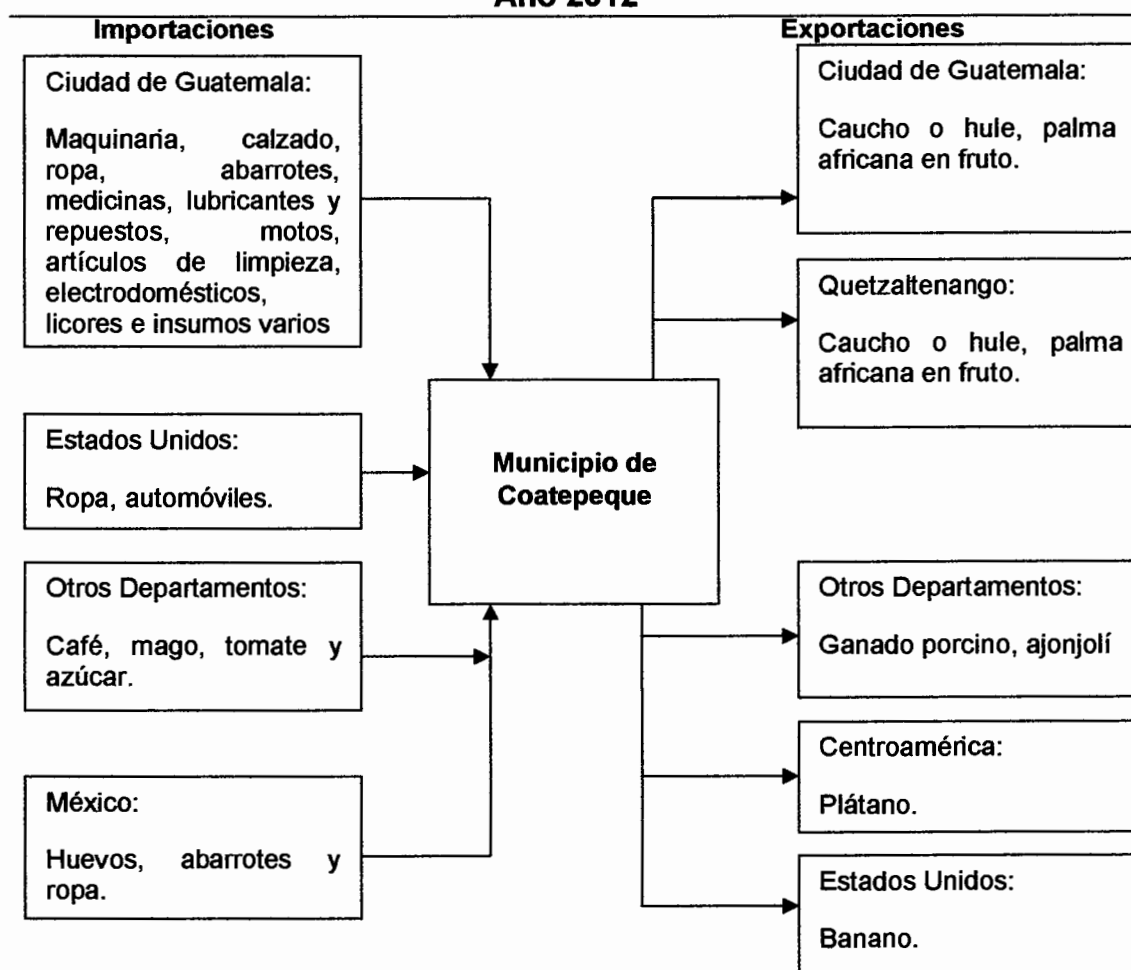 Año 2012
Importaciones
Exportaciones
Ciudad de Guatemala:
Maquinaria, calzado,
ropa, abarrotes,
medicinas, lubricantes y
repuestos, motos,
artículos de limpieza,
electrodomésticos,
licores e insumos varios
Estados Unidos:
Ropa, automóviles.
Otros Departamentos:
Café, mago, tomate y
azúcar.
México:
Huevos, abarrotes y
ropa.
Municipio de
Coatepeque
Ciudad de Guatemala:
Caucho o hule, palma
africana en fruto.
Quetzaltenango:
Caucho o hule, palma
africana en fruto.
Otros Departamentos:
Ganado porcino, ajonjolí
Centroamérica:
Plátano.
Estados Unidos:
Banano.